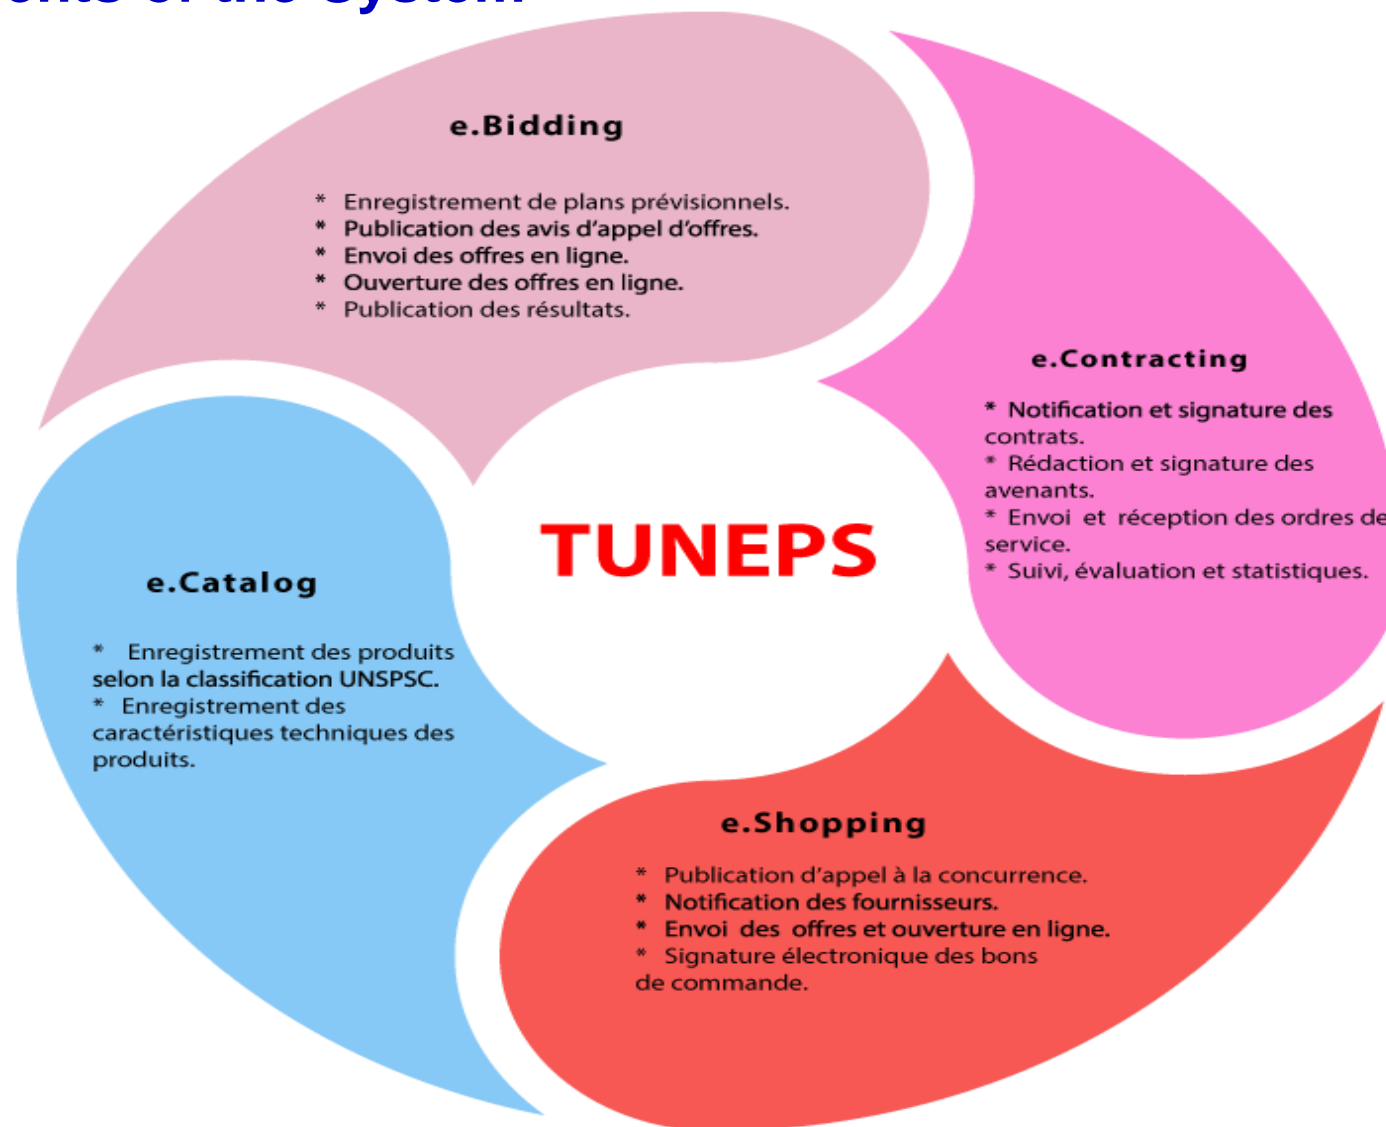 of the System
e.Bidding
* Enregistrement de plans prévisionnels.
* Publication des avis d'appel d'offres.
* Envoi des offres en ligne.
* Ouverture des offres en ligne.
* Publication des résultats.
e.Contracting
* Notification et signature des
contrats.
* Rédaction et signature des
avenants.
* Envoi et réception des ordres de
service.
* Suivi, évaluation et statistiques.
TUNEPS
e.Catalog
* Enregistrement des produits
selon la classification UNSPSC.
* Enregistrement des
caractéristiques techniques des
produits.
e.Shopping
* Publication d'appel à la concurrence.
* Notification des fournisseurs.
* Envoi des offres et ouverture en ligne.
* Signature électronique des bons
de commande.